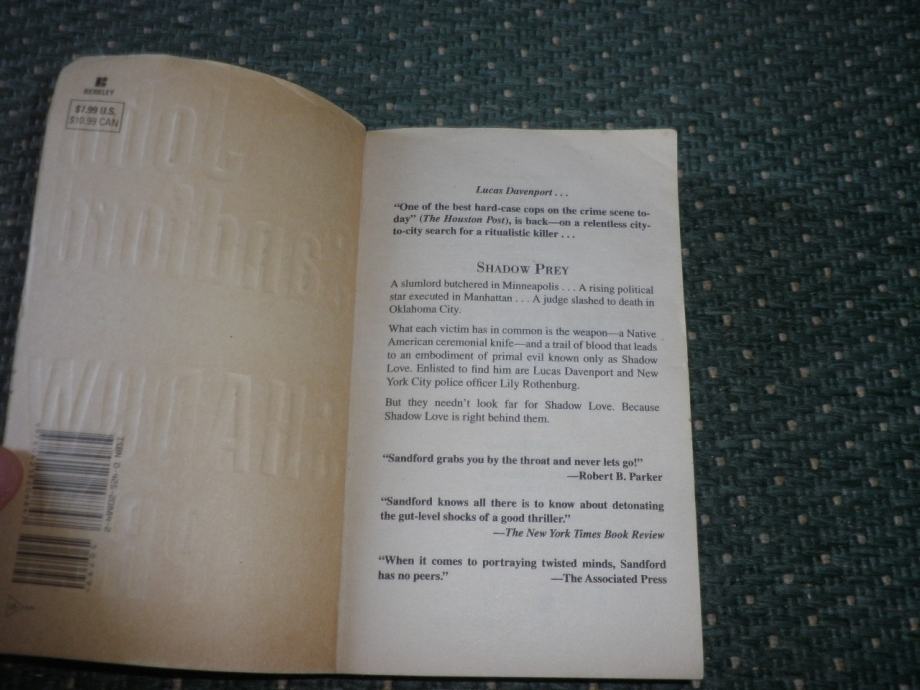 BERKLEY
$7.99 U.S.
$10.99 CAN
Lucas Davenport . . .
“One of the best hard-case cops on the crime scene to-
day” (The Houston Post), is back—on a relentless city-
to-city search for a ritualistic killer . . .
SHADOW PREY
A slumlord butchered in Minneapolis . . . A rising political
star executed in Manhattan . . . A judge slashed to death in
Oklahoma City.
What each victim has in common is the weapon—a Native
American ceremonial knife—and a trail of blood that leads
to an embodiment of primal evil known only as Shadow
Love. Enlisted to find him are Lucas Davenport and New
York City police officer Lily Rothenburg.
But they needn’t look far for Shadow Love. Because
Shadow Love is right behind them.
“Sandford grabs you by the throat and never lets go!”
—Robert B. Parker
“Sandford knows all there is to know about detonating
the gut-level shocks of a good thriller.”
—The New York Times Book Review
“When it comes to portraying twisted minds, Sandford
has no peers.” —The Associated Press